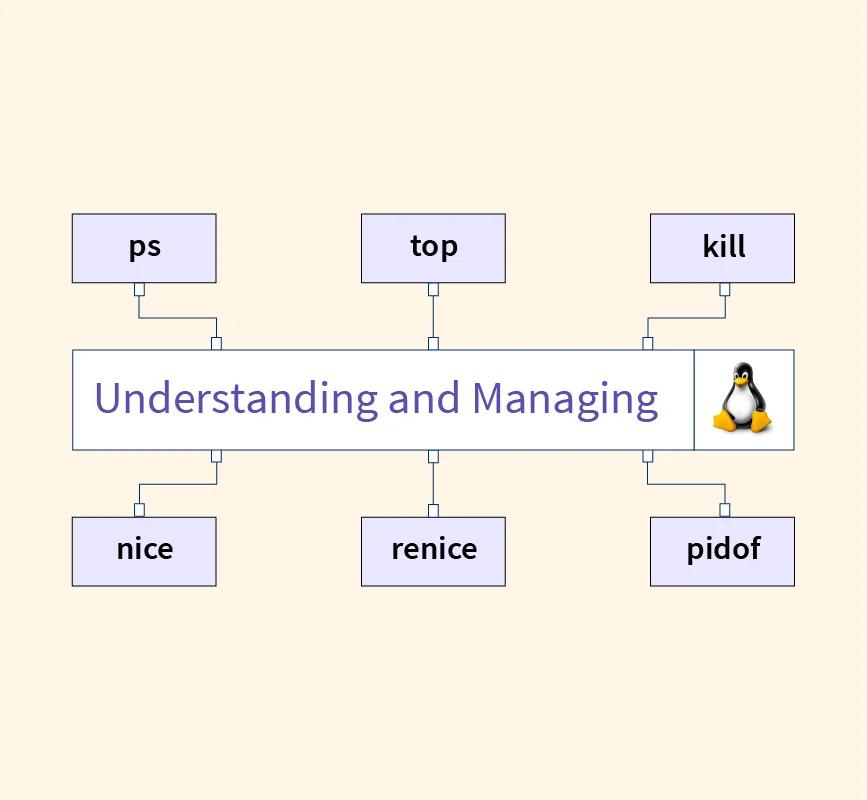 ps
top
kill
Understanding and Managing
nice
renice
pidof